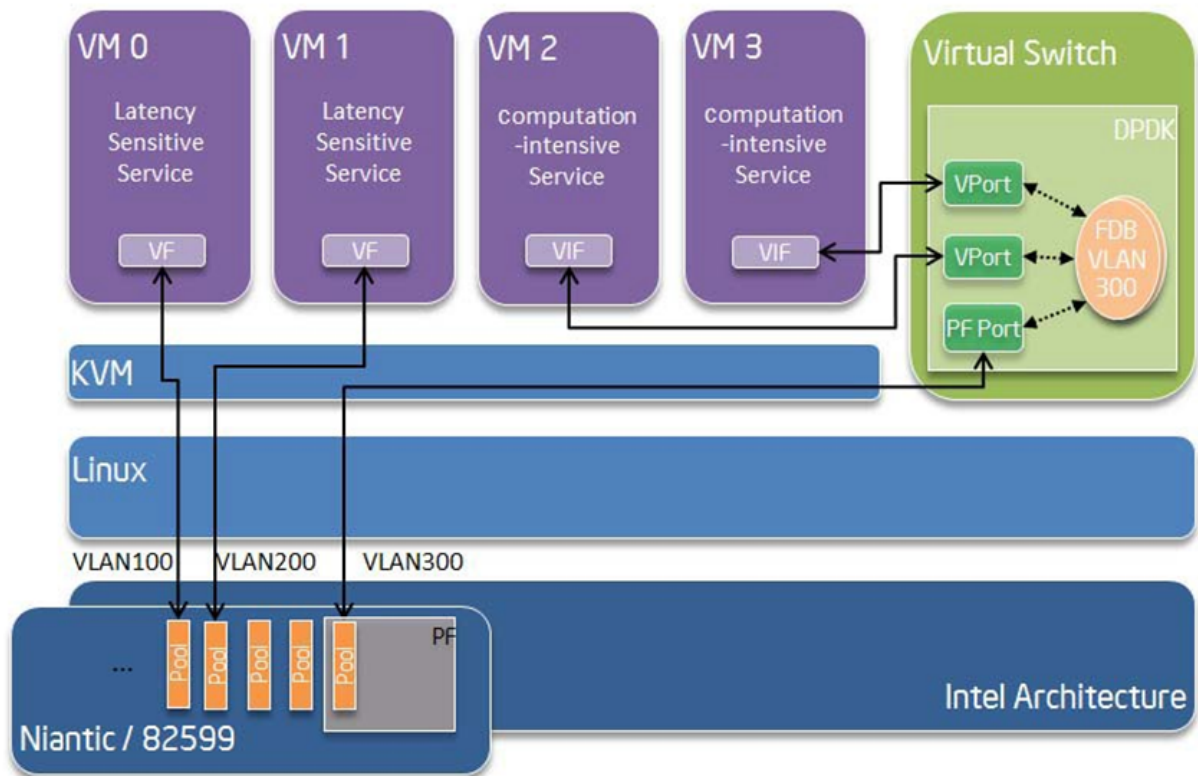 VM 0
Latency
Sensitive
Service
VF
VM 1
Latency
Sensitive
Service
VF
VM 2
computation
-intensive
Service
VIF
VM 3
computation
-intensive
Service
VIF
Virtual Switch
DPDK
VPort
VPort
PF Port
FDB
VLAN
300
KVM
Linux
VLAN100
VLAN200
VLAN300
...
Pool
Pool
Pool
Pool
Pool
PF
Niantic / 82599
Intel Architecture